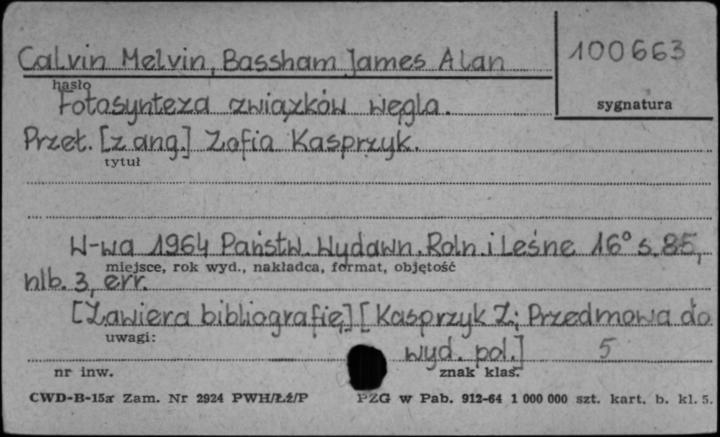 Calvin Melvin, Bassham James Alan
100663
hasło
sygnatura
Fotosynteza związków węgla.
Przeł. [z ang.] Zofia Kasprzyk.
tytuł
W-wa 1964 Państw. Wydawn. Roln. i Leśne 16° s. 85,
miejsce, rok wyd., nakładca, format, objętość
nlb. 3, err.
[Zawiera bibliografię,] [Kasprzyk Z; Przedmowa do
uwagi:
wyd. pol.] 5
nr inw.
znak klas.
CWD-B-15a Zam. Nr 2924 PWH/Łź/P
PZG w Pab. 912-64 1 000 000 szt. kart. b. kl. 5.